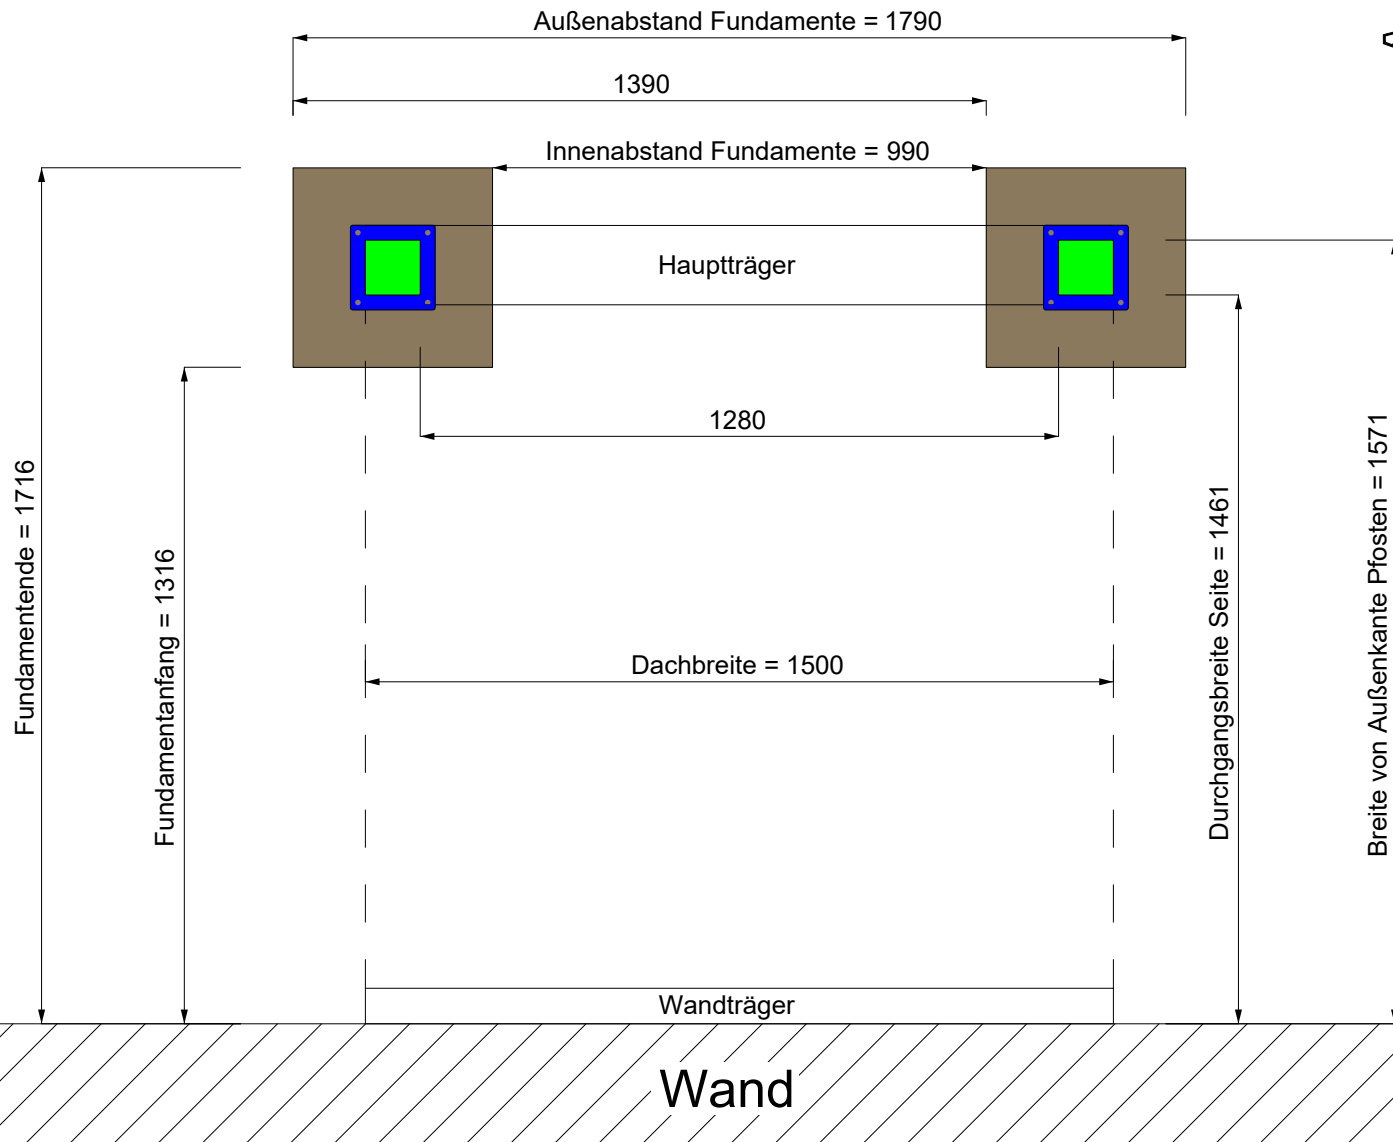 Außenabstand Fundamente = 1790
1390
Innenabstand Fundamente = 990
Hauptträger
1280
Fundamentende = 1716
Fundamentanfang = 1316
Dachbreite = 1500
Durchgangsbreite Seite = 1461
Breite von Außenkante Pfosten = 1571
Wandträger
Wand